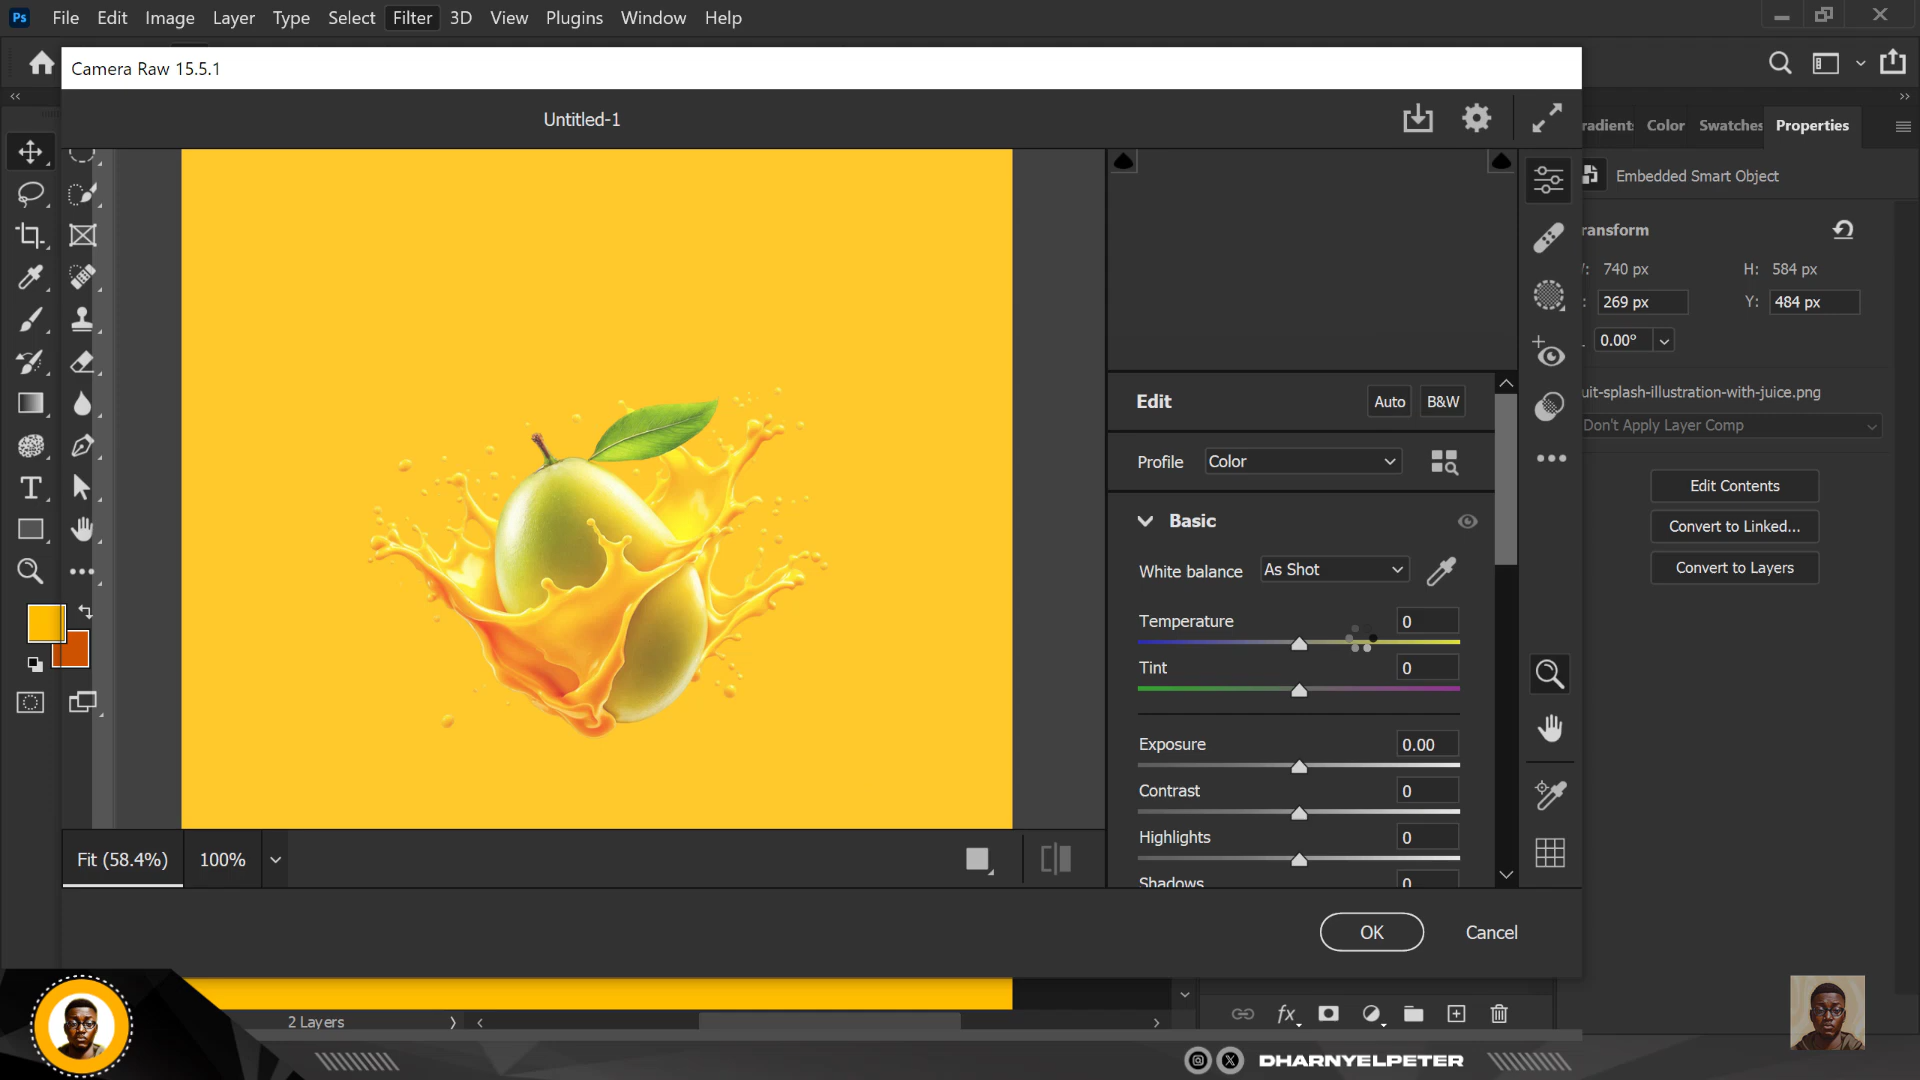 Ps File Edit Image Layer Type Select Filter 3D View Plugins Window Help
Camera Raw 15.5.1
Untitled-1
radient: Color Swatches Properties
Embedded Smart Object
ransform
740 px H: 584 px
269 px Y: 484 px
0.00°
uit-splash-illustration-with-juice.png
Don't Apply Layer Comp
Edit Contents
Convert to Linked...
Convert to Layers
Edit Auto B&W
Profile Color
Basic
White balance As Shot
Temperature 0
Tint 0
Exposure 0.00
Contrast 0
Highlights 0
Shadows 0
Fit (58.4%) 100%
OK Cancel
2 Layers
fx
DHARNYELPETER